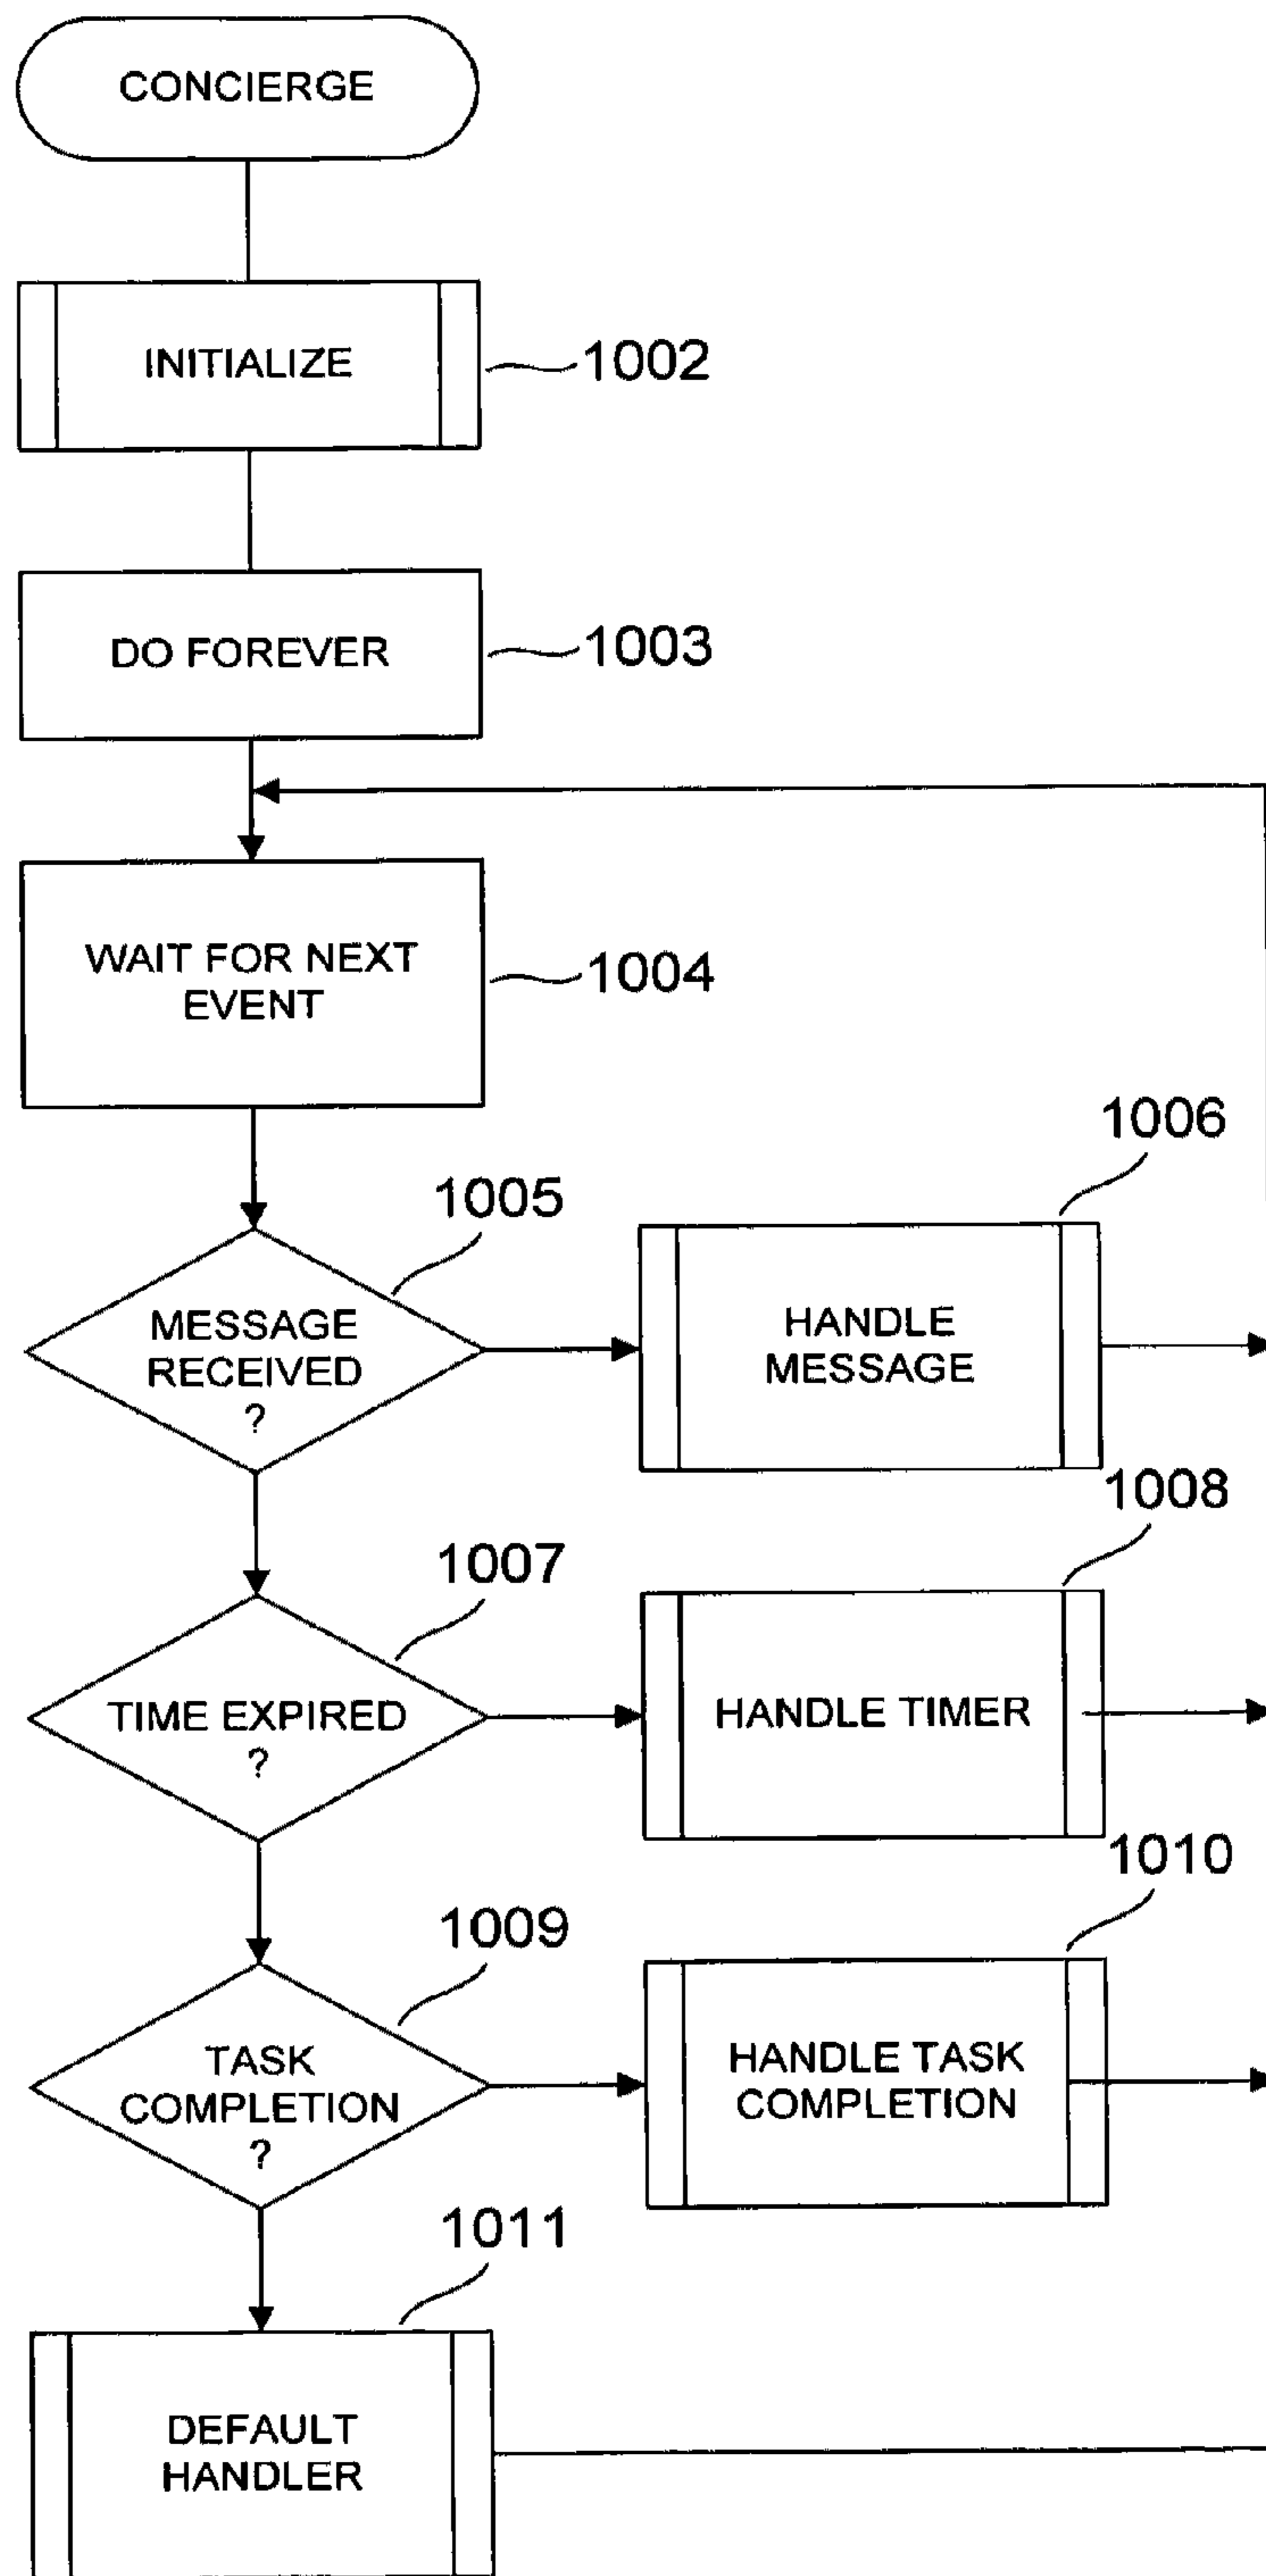 CONCIERGE
INITIALIZE
1002
DO FOREVER
1003
WAIT FOR NEXT
EVENT
1004
1005
1006
MESSAGE
RECEIVED
?
HANDLE
MESSAGE
1007
1008
TIME EXPIRED
?
HANDLE TIMER
1009
1010
TASK
COMPLETION
?
HANDLE TASK
COMPLETION
1011
DEFAULT
HANDLER